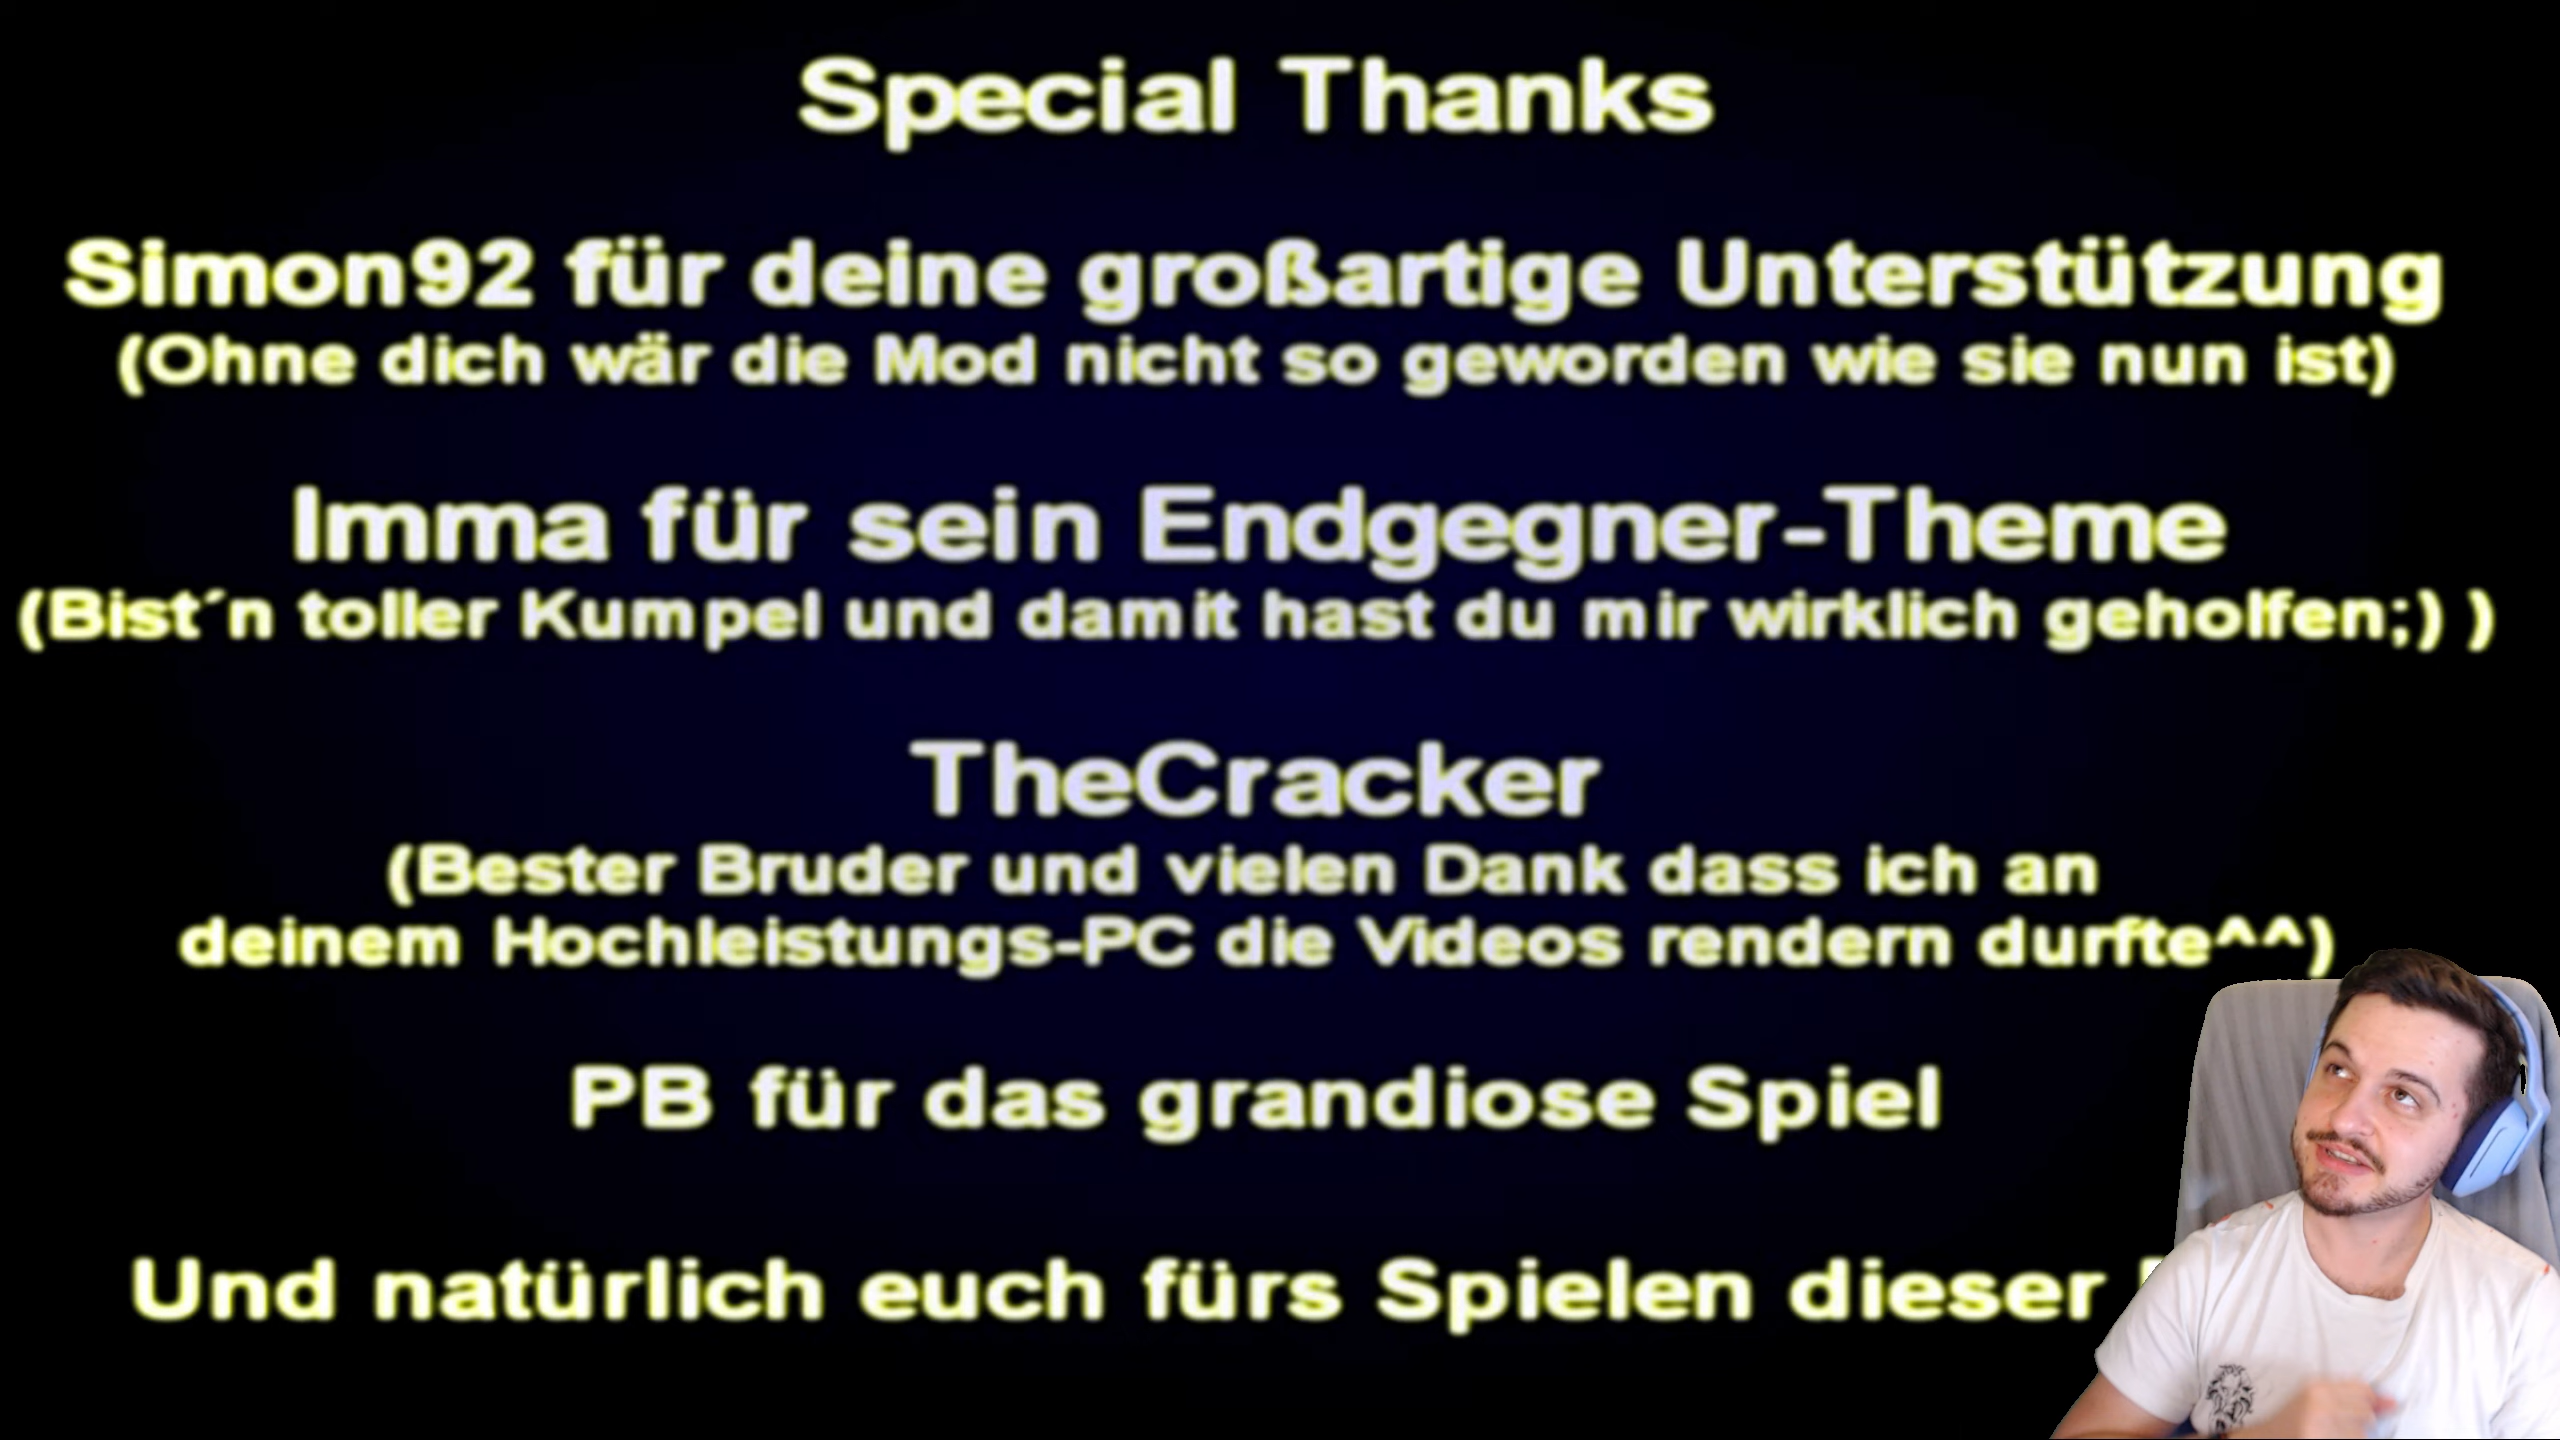 Special Thanks
Simon92 für deine großartige Unterstützung
(Ohne dich wär die Mod nicht so geworden wie sie nun ist)
Imma für sein Endgegner-Theme
(Bist´n toller Kumpel und damit hast du mir wirklich geholfen;) )
TheCracker
(Bester Bruder und vielen Dank dass ich an
deinem Hochleistungs-PC die Videos rendern durfte^^)
PB für das grandiose Spiel
Und natürlich euch fürs Spielen dieser